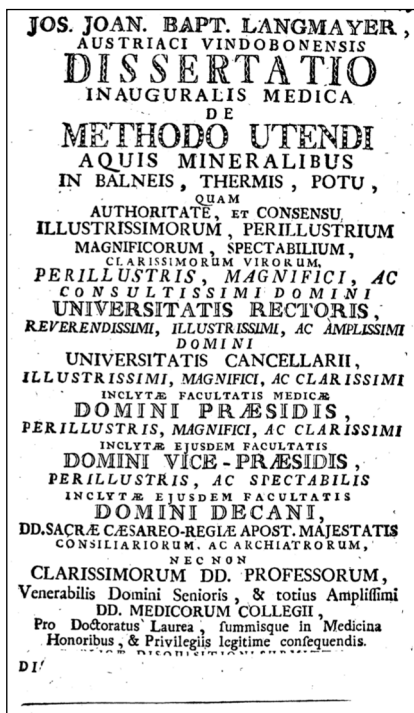 JOS. JOAN. BAPT. LANGMAYER,
AUSTRIACI VINDOBONENSIS
DISSERTATIO
INAUGURALIS MEDICA
DE
METHODO UTENDI
AQUIS MINERALIBUS
IN BALNEIS, THERMIS, POTU,
QUAM
AUTHORITATE, ET CONSENSU,
ILLUSTRISSIMORUM, PERILLUSTRIUM
MAGNIFICORUM, SPECTABILIUM,
CLARISSIMORUM VIRORUM,
PERILLUSTRIS, MAGNIFICI, AC
CONSULTISSIMI DOMINI
UNIVERSITATIS RECTORIS,
REVERENDISSIMI, ILLUSTRISSIMI, AC AMPLISSIMI
DOMINI
UNIVERSITATIS CANCELLARII,
ILLUSTRISSIMI, MAGNIFICI, AC CLARISSIMI
INCLYTÆ FACULTATIS MEDICÆ
DOMINI PRÆSIDIS,
PERILLUSTRIS, MAGNIFICI, AC CLARISSIMI
INCLYTÆ EJUSDEM FACULTATIS
DOMINI VICE-PRÆSIDIS,
PERILLUSTRIS, AC SPECTABILIS
INCLYTÆ EJUSDEM FACULTATIS
DOMINI DECANI,
DD. SACRÆ CÆSAREO-REGIÆ APOST. MAJESTATIS
CONSILIARIORUM, AC ARCHIATRORUM,
NEC NON
CLARISSIMORUM DD. PROFESSORUM,
Venerabilis Domini Senioris, & totius Ampliſſimi
DD. MEDICORUM COLLEGII,
Pro Doctoratus Laurea, ſummisque in Medicina
Honoribus, & Privilegiis legitime conſequendis.